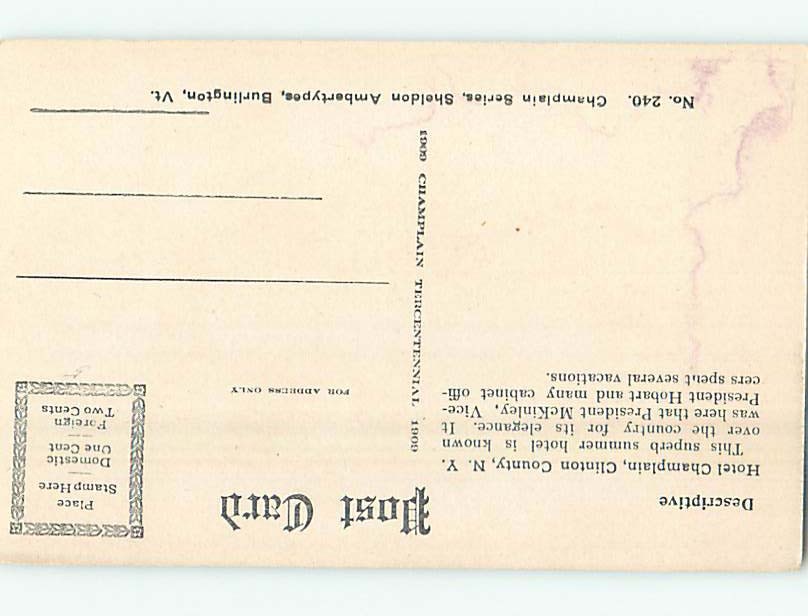 Post Card
Descriptive
Hotel Champlain, Clinton County, N. Y.
This superb summer hotel is known
over the country for its elegance. It
was here that President McKinley, Vice-
President Hobart and many cabinet offi-
cers spent several vacations.
1909 CHAMPLAIN TERCENTENNIAL 1909
FOR ADDRESS ONLY
Place
Stamp Here
Domestic
One Cent
Foreign
Two Cents
No. 240. Champlain Series, Sheldon Ambertypes, Burlington, Vt.